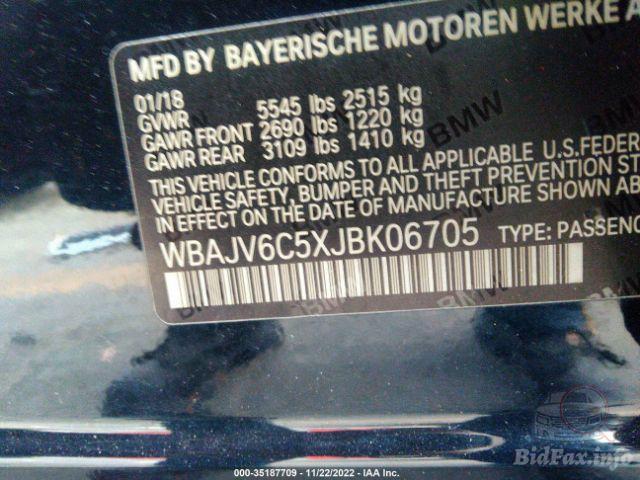 MFD BY BAYERISCHE MOTOREN WERKE A
01/18
GVWR 5545 lbs 2515 kg
GAWR FRONT 2690 lbs 1220 kg
GAWR REAR 3109 lbs 1410 kg
THIS VEHICLE CONFORMS TO ALL APPLICABLE U.S.FEDER
VEHICLE SAFETY, BUMPER AND THEFT PREVENTION ST
IN EFFECT ON THE DATE OF MANUFACTURE SHOWN ABO
WBAJV6C5XJBK06705 TYPE: PASSENG
BMW
BidFax.info
000-35187709 - 11/22/2022 - IAA Inc.